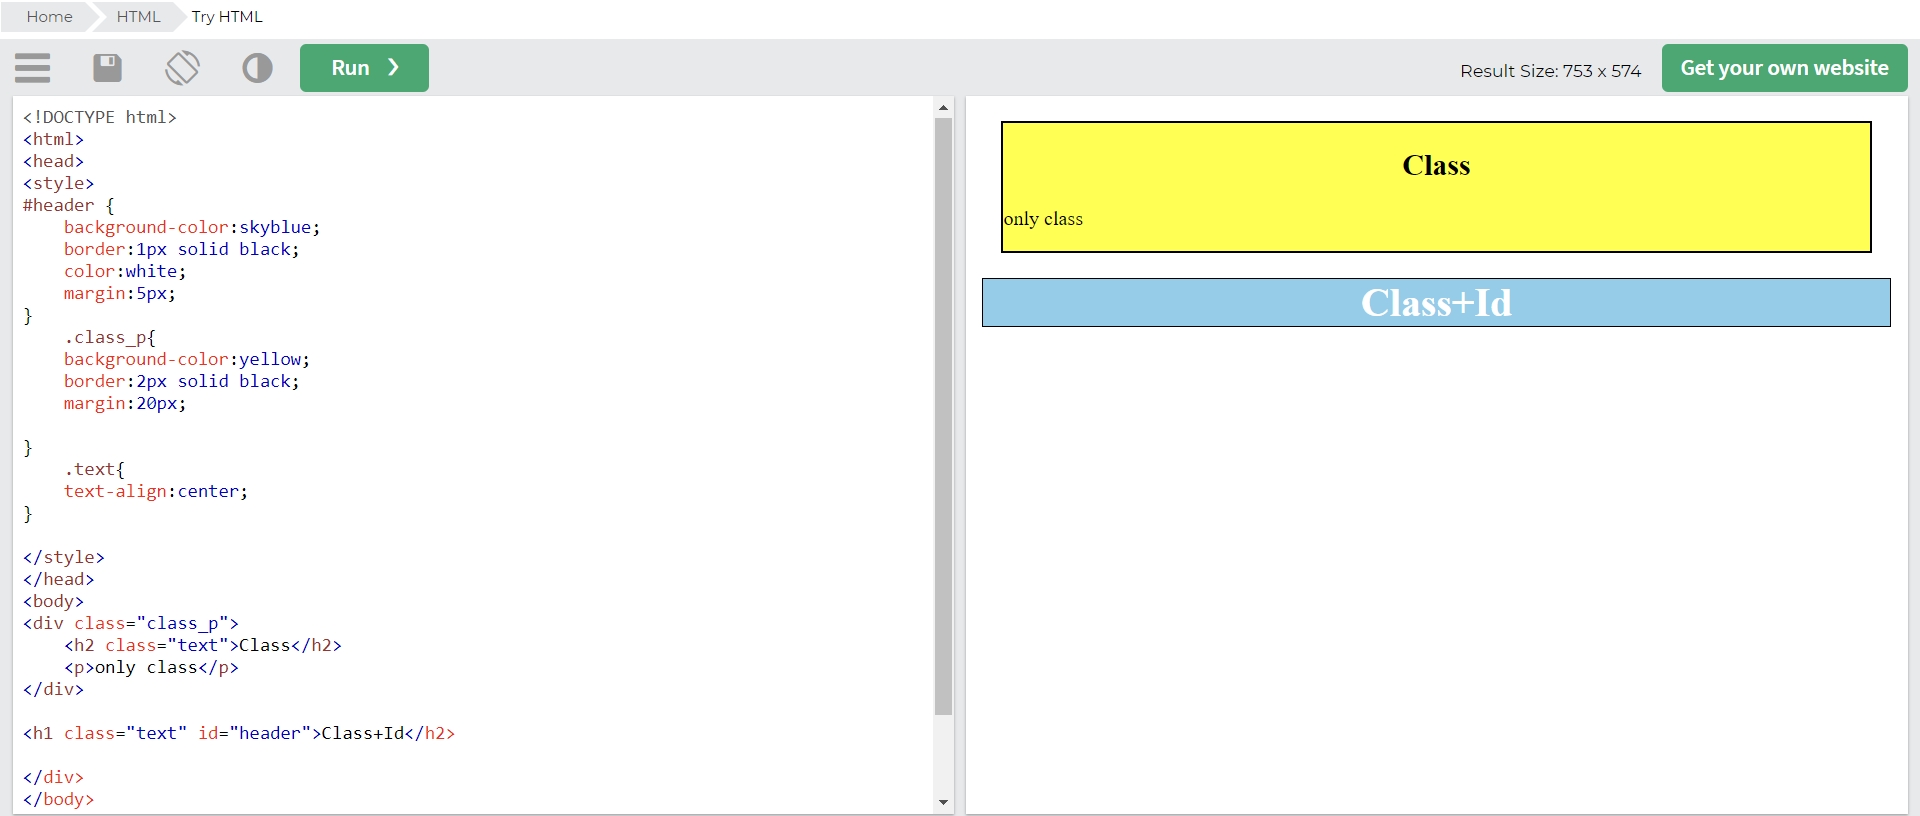 Home HTML Try HTML
Run ❯ Result Size: 753 x 574 Get your own website
<!DOCTYPE html>
<html>
<head>
<style>
#header {
    background-color:skyblue;
    border:1px solid black;
    color:white;
    margin:5px;
}
    .class_p{
    background-color:yellow;
    border:2px solid black;
    margin:20px;
}
    .text{
    text-align:center;
}
</style>
</head>
<body>
<div class="class_p">
    <h2 class="text">Class</h2>
    <p>only class</p>
</div>
<h1 class="text" id="header">Class+Id</h2>
</div>
</body>
Class
only class
Class+Id